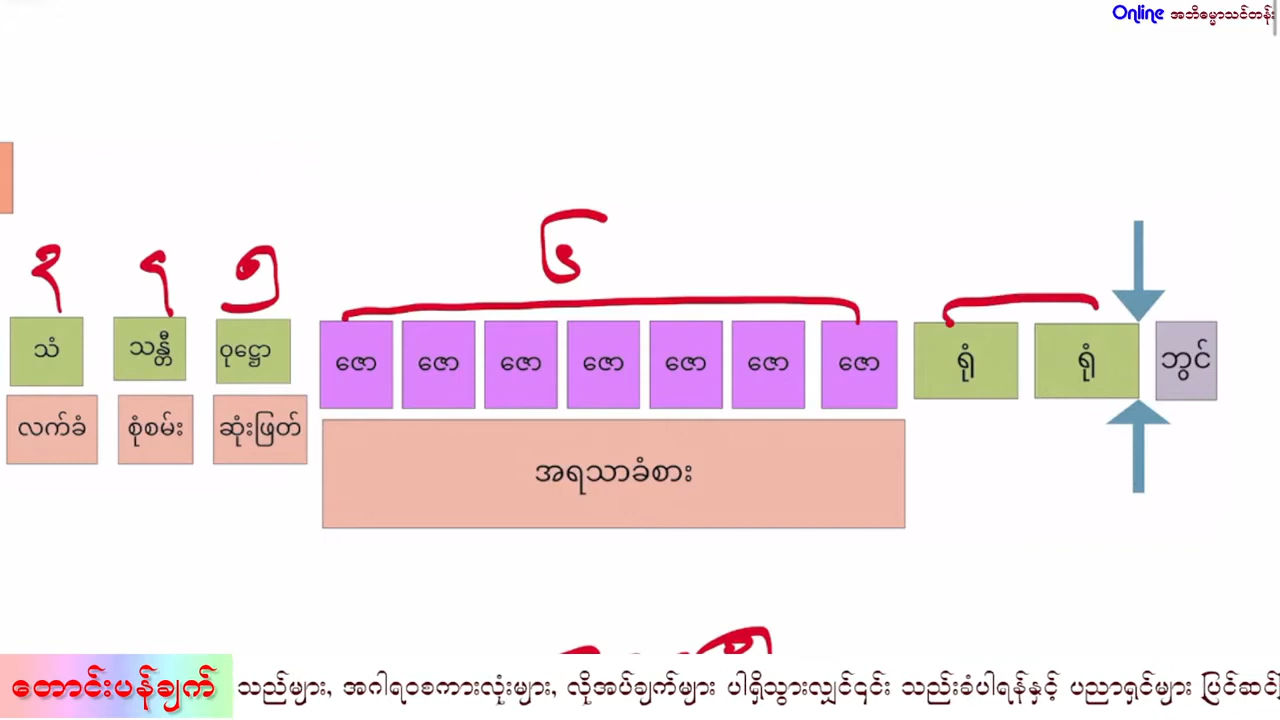 Online အဘိဓမ္မာသင်တန်း
၆
၃ ၄ ၅
သံ သန္တီ ဝုဋ္ဌော ဇော ဇော ဇော ဇော ဇော ဇော ဇော ရုံ ရုံ ဘွင်
လက်ခံ စုံစမ်း ဆုံးဖြတ်
အရသာခံစား
တောင်းပန်ချက် သည်များ, အဂါရဝစကားလုံးများ, လိုအပ်ချက်များ ပါရှိသွားလျှင်၎င်း သည်းခံပါရန်နှင့် ပညာရှင်များ ပြင်ဆင်